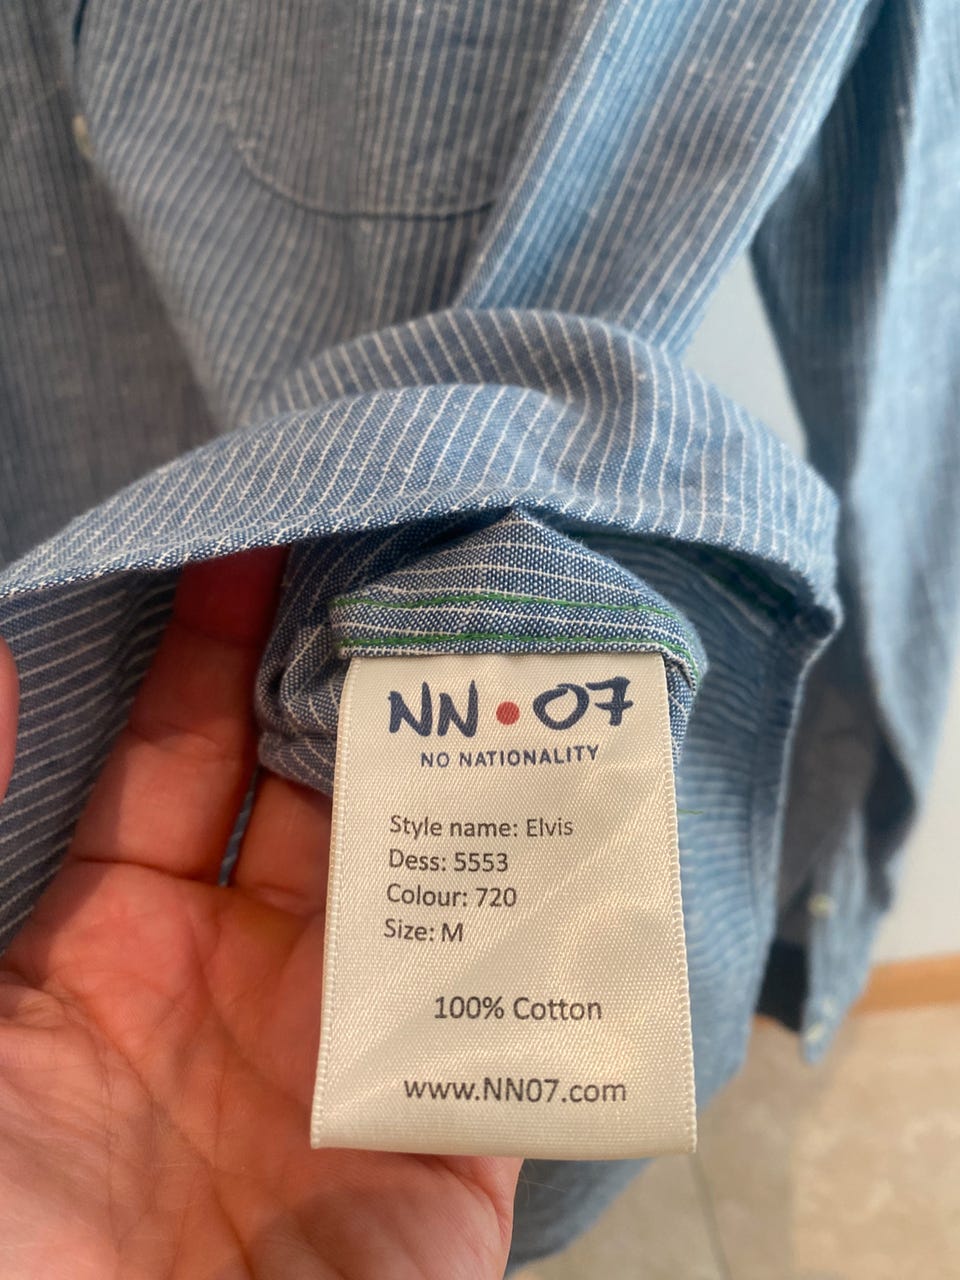 NN•07
NO NATIONALITY
Style name: Elvis
Dess: 5553
Colour: 720
Size: M
100% Cotton
www.NN07.com